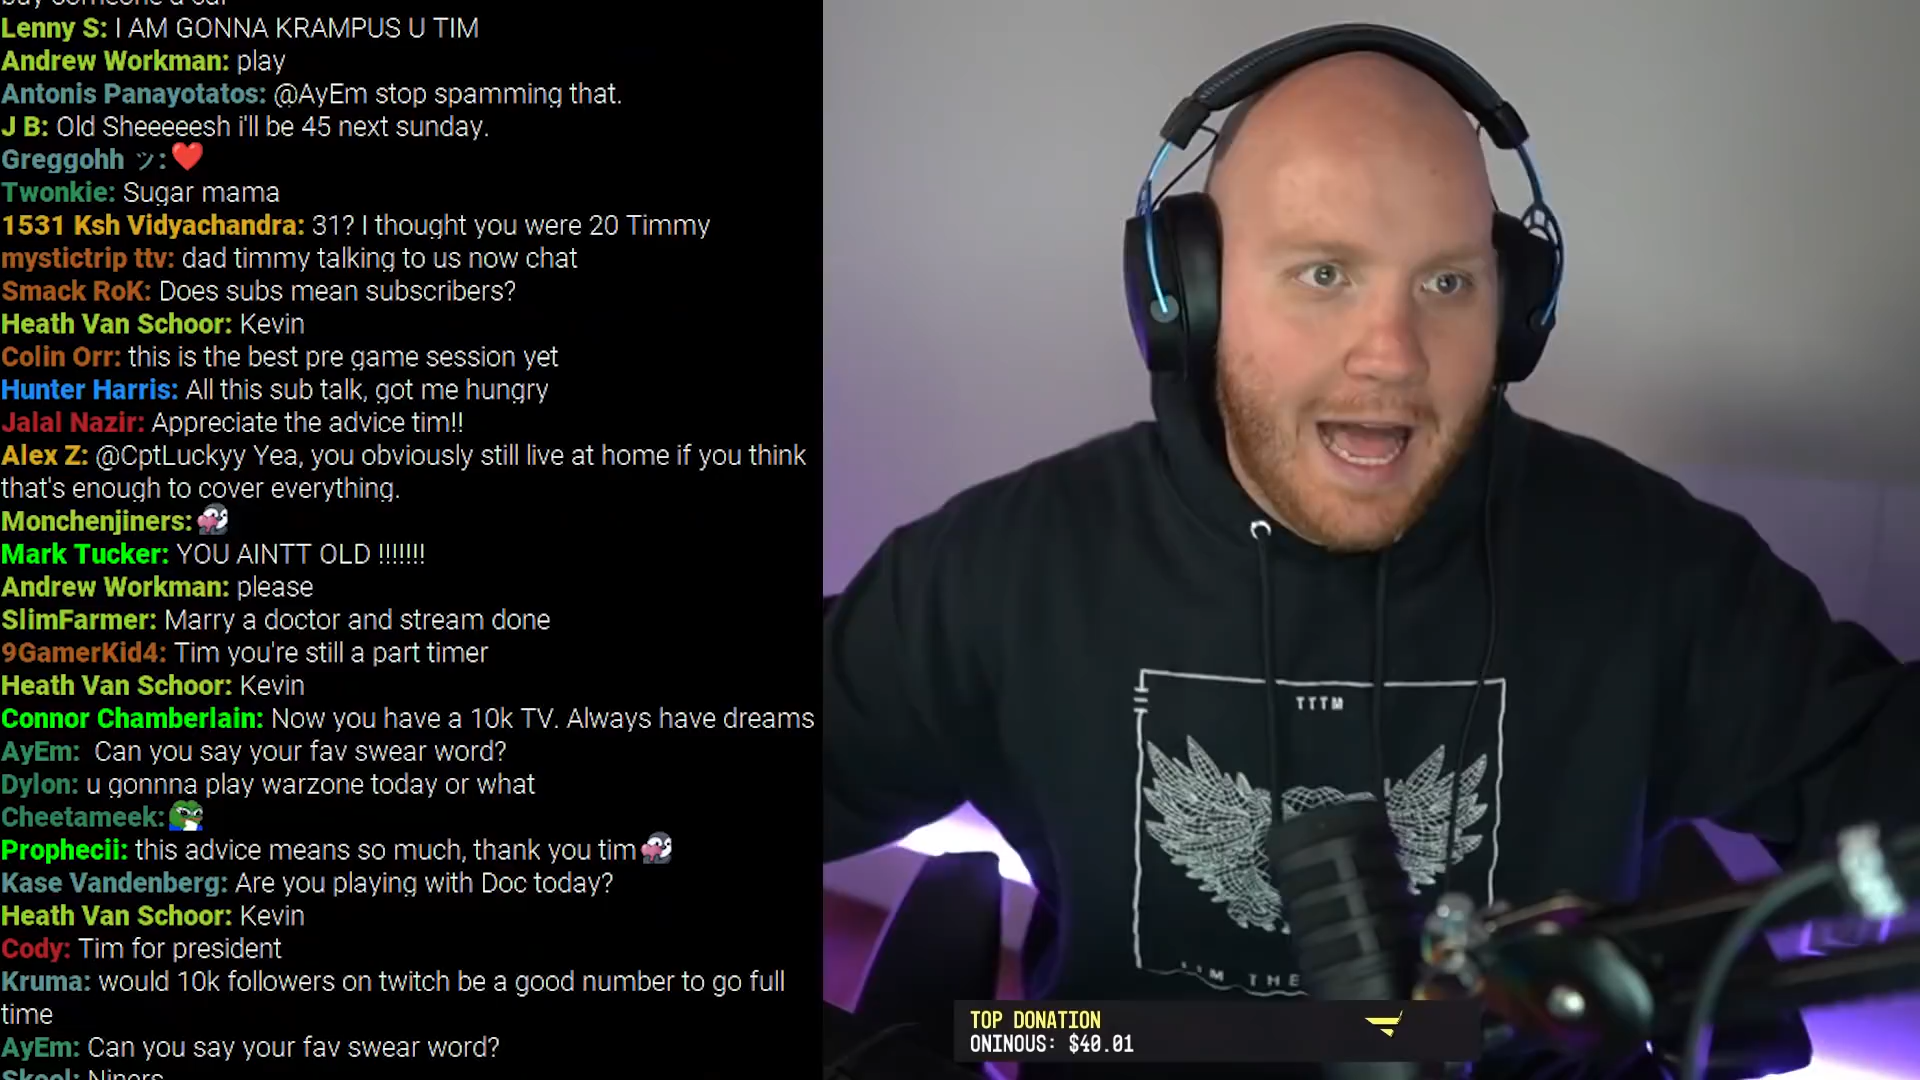 buy someone a car
Lenny S: I AM GONNA KRAMPUS U TIM
Andrew Workman: play
Antonis Panayotatos: @AyEm stop spamming that.
J B: Old Sheeeeesh i'll be 45 next sunday.
Greggohh ッ: ❤️
Twonkie: Sugar mama
1531 Ksh Vidyachandra: 31? I thought you were 20 Timmy
mystictrip ttv: dad timmy talking to us now chat
Smack RoK: Does subs mean subscribers?
Heath Van Schoor: Kevin
Colin Orr: this is the best pre game session yet
Hunter Harris: All this sub talk, got me hungry
Jalal Nazir: Appreciate the advice tim!!
Alex Z: @CptLuckyy Yea, you obviously still live at home if you think
that's enough to cover everything.
Monchenjiners:
Mark Tucker: YOU AINTT OLD !!!!!!!
Andrew Workman: please
SlimFarmer: Marry a doctor and stream done
9GamerKid4: Tim you're still a part timer
Heath Van Schoor: Kevin
Connor Chamberlain: Now you have a 10k TV. Always have dreams
AyEm: Can you say your fav swear word?
Dylon: u gonnna play warzone today or what
Cheetameek:
Prophecii: this advice means so much, thank you tim
Kase Vandenberg: Are you playing with Doc today?
Heath Van Schoor: Kevin
Cody: Tim for president
Kruma: would 10k followers on twitch be a good number to go full
time
AyEm: Can you say your fav swear word?
Skool: Niners
TTTM
THE
TOP DONATION
ONINOUS: $40.01